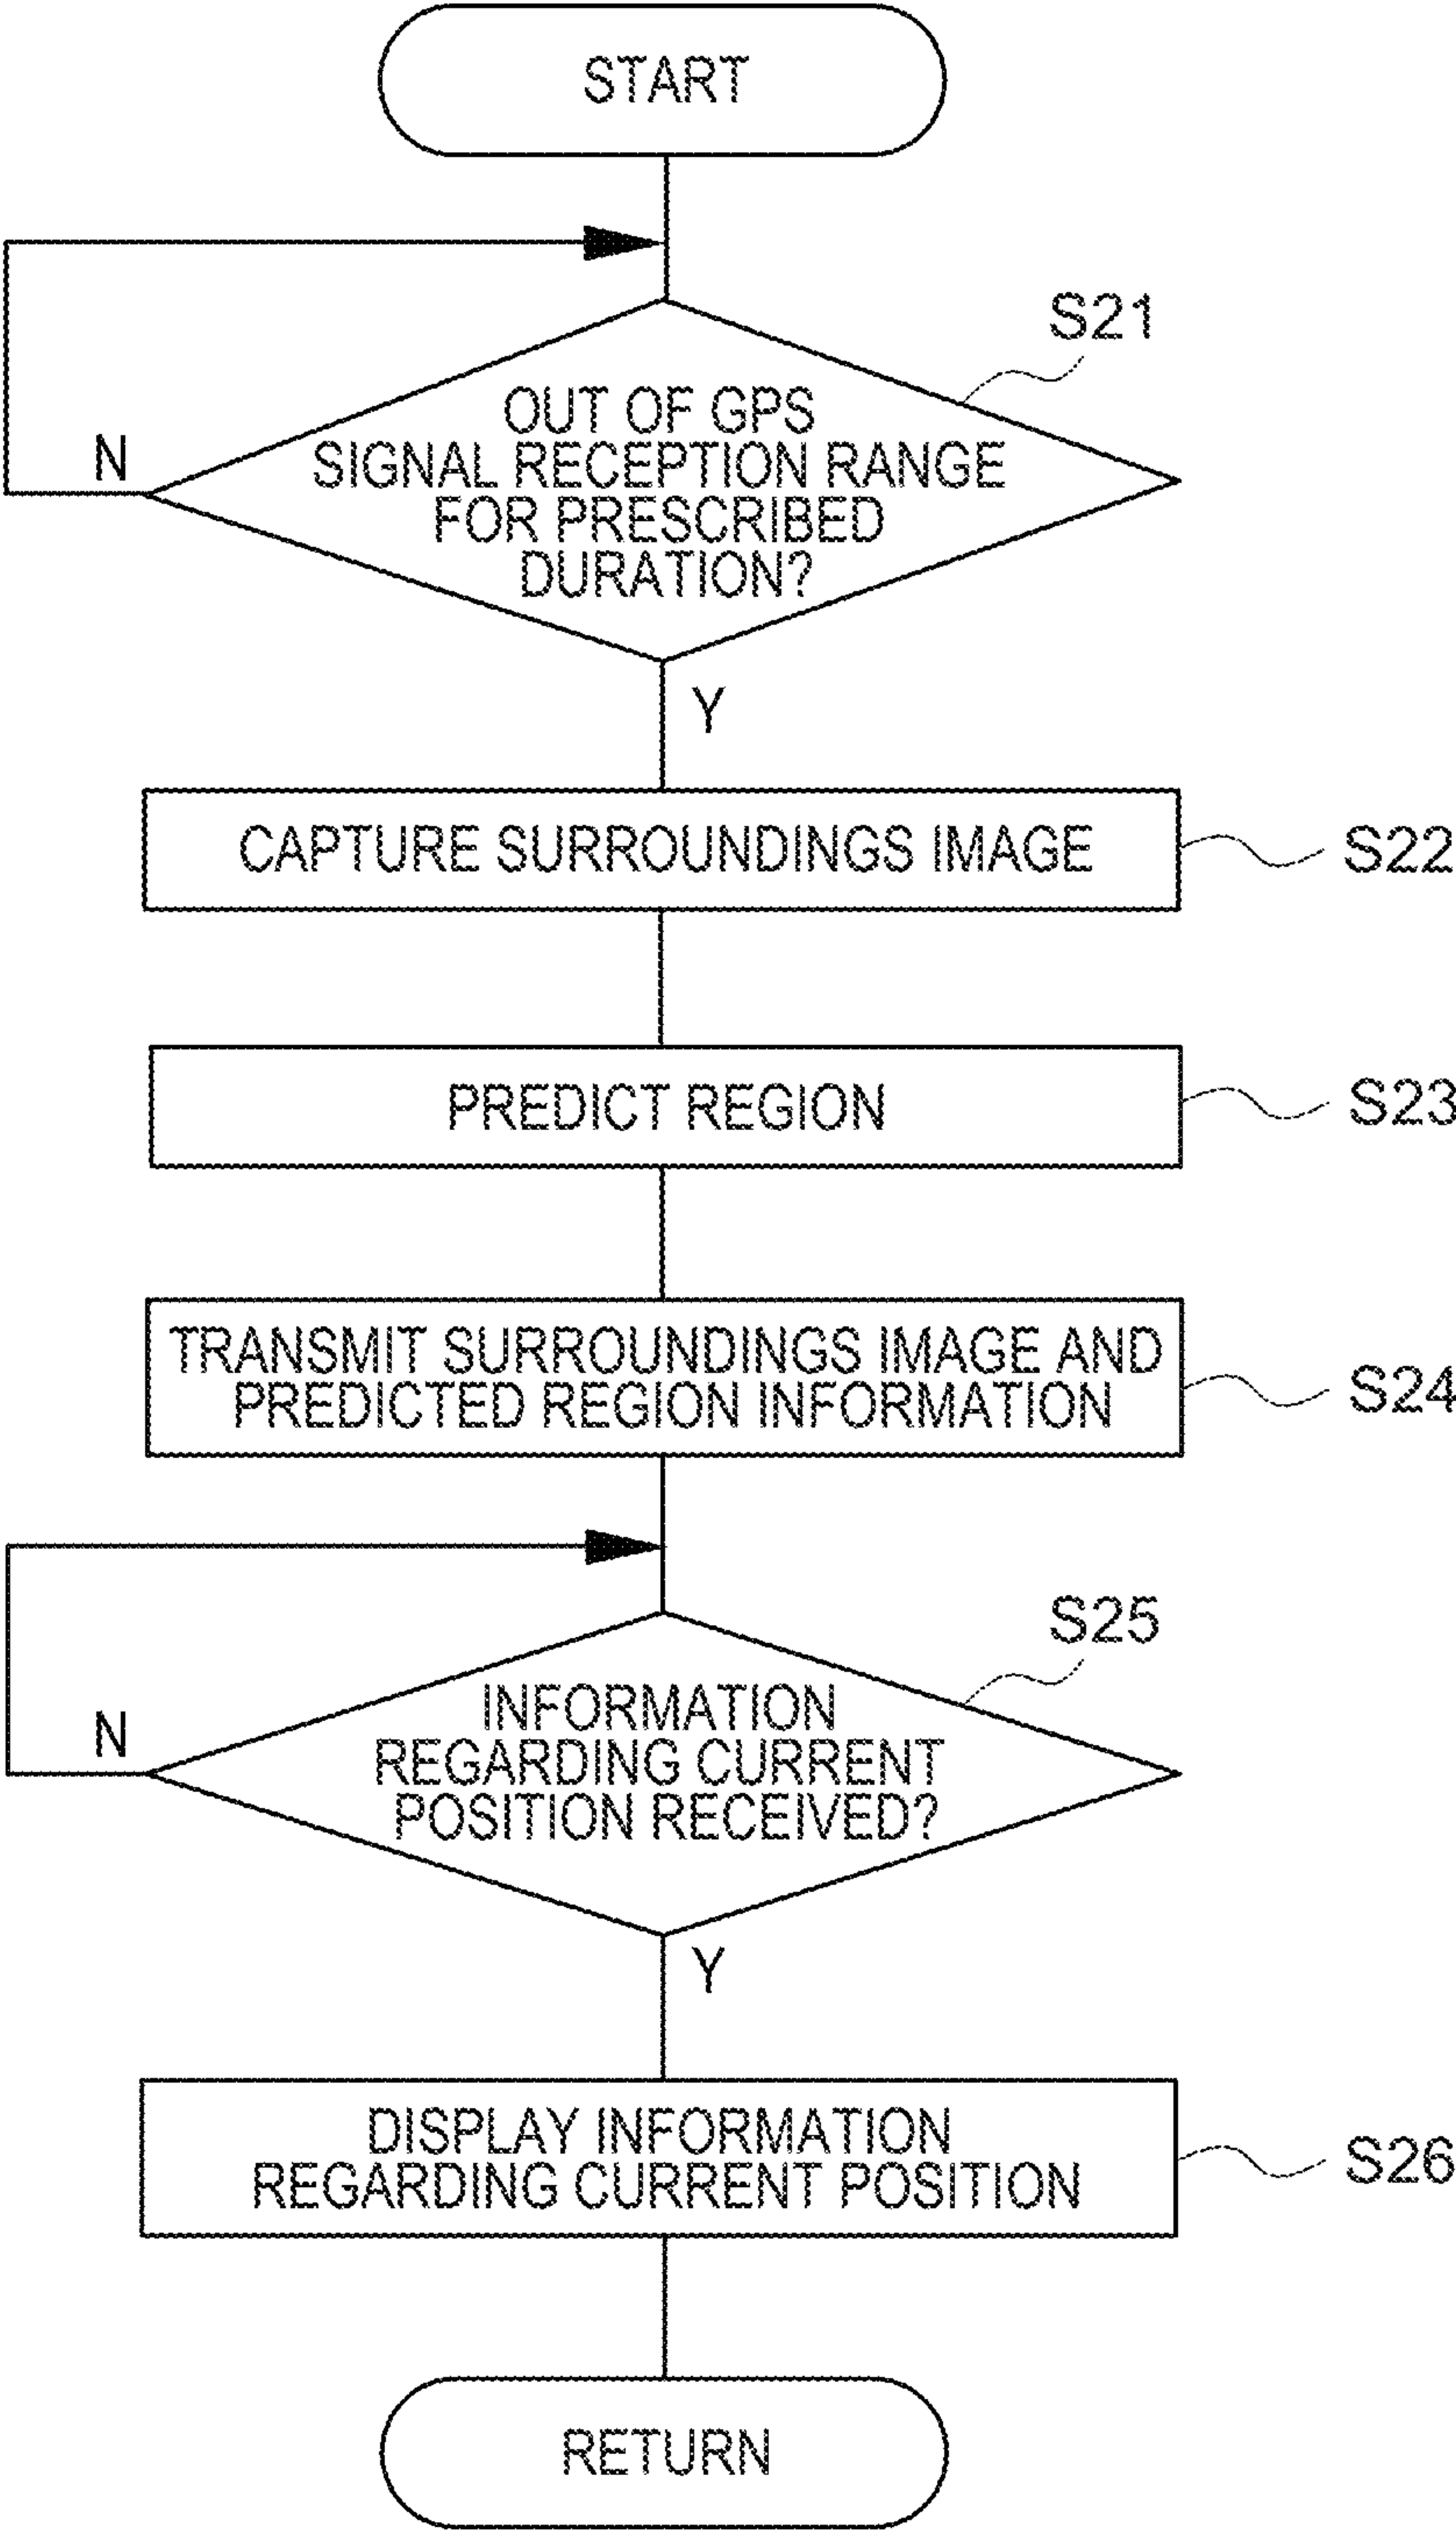 START
S21
OUT OF GPS
SIGNAL RECEPTION RANGE
FOR PRESCRIBED
DURATION?
N
Y
CAPTURE SURROUNDINGS IMAGE
S22
PREDICT REGION
S23
TRANSMIT SURROUNDINGS IMAGE AND
PREDICTED REGION INFORMATION
S24
S25
INFORMATION
REGARDING CURRENT
POSITION RECEIVED?
N
Y
DISPLAY INFORMATION
REGARDING CURRENT POSITION
S26
RETURN